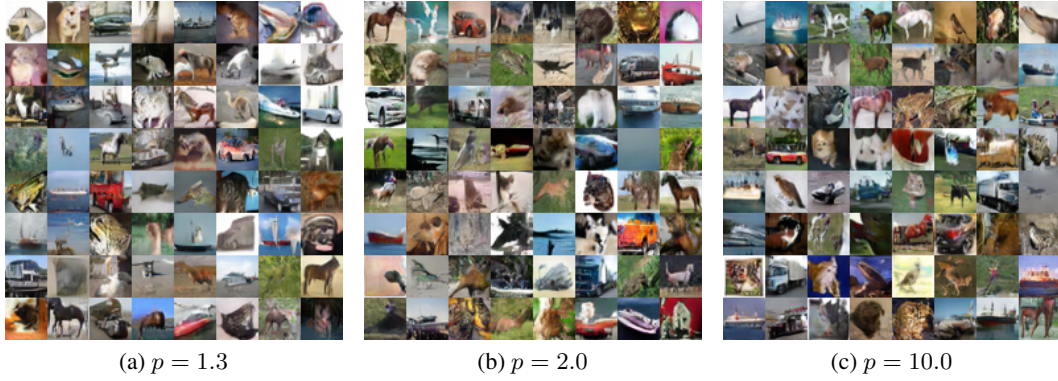 (a) p = 1.3
(b) p = 2.0
(c) p = 10.0